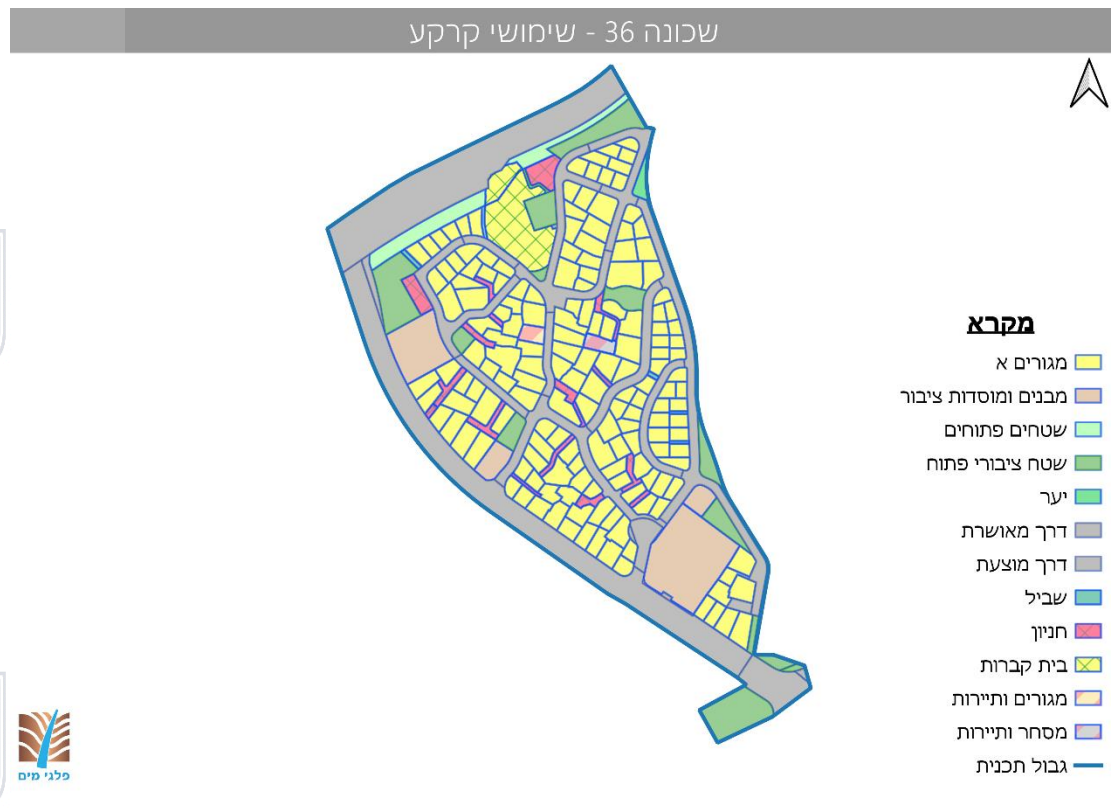 שכונה 36 - שימושי קרקע
מקרא
מגורים א
מבנים ומוסדות ציבור
שטחים פתוחים
שטח ציבורי פתוח
יער
דרך מאושרת
דרך מוצעת
שביל
חניון
בית קברות
מגורים ותיירות
מסחר ותיירות
גבול תכנית
פלגי מים